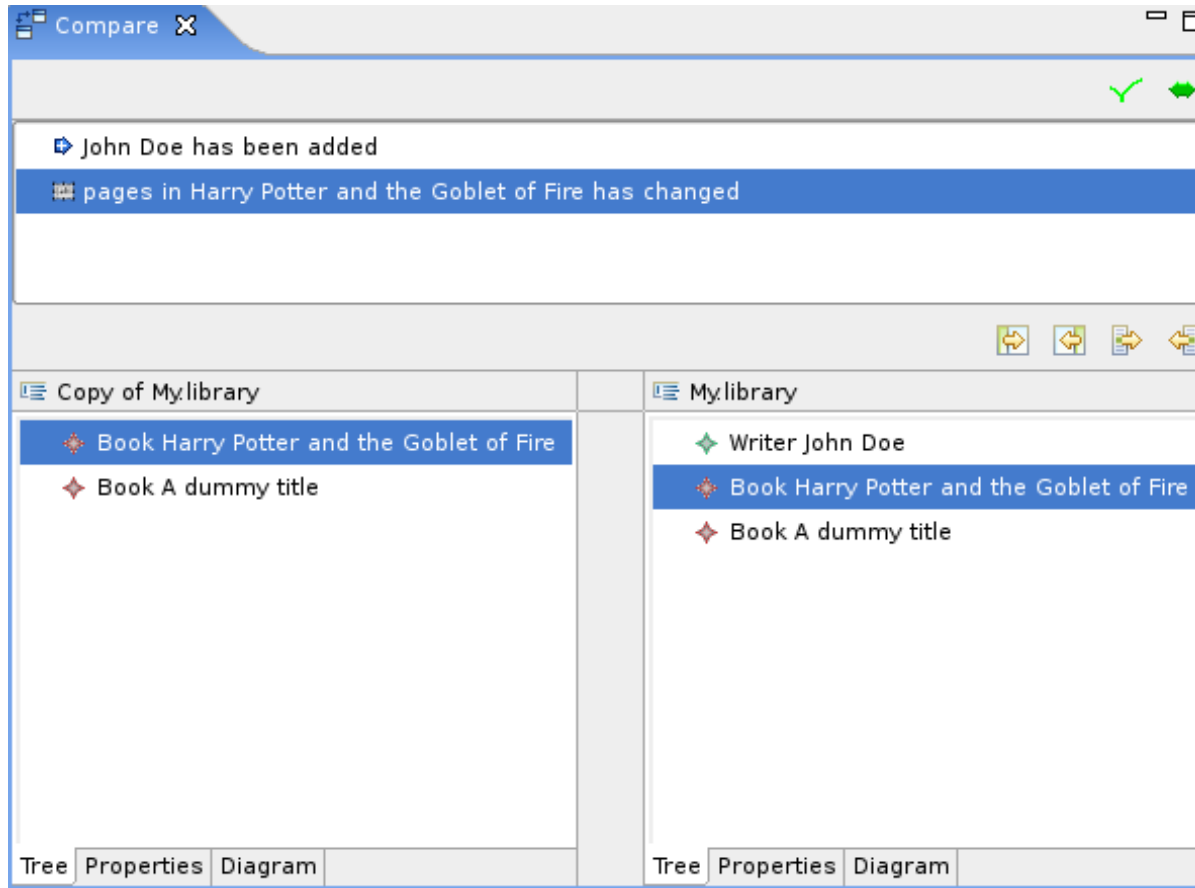 Compare
John Doe has been added
pages in Harry Potter and the Goblet of Fire has changed
Copy of My.library
My.library
Book Harry Potter and the Goblet of Fire
Book A dummy title
Writer John Doe
Book Harry Potter and the Goblet of Fire
Book A dummy title
Tree Properties Diagram
Tree Properties Diagram